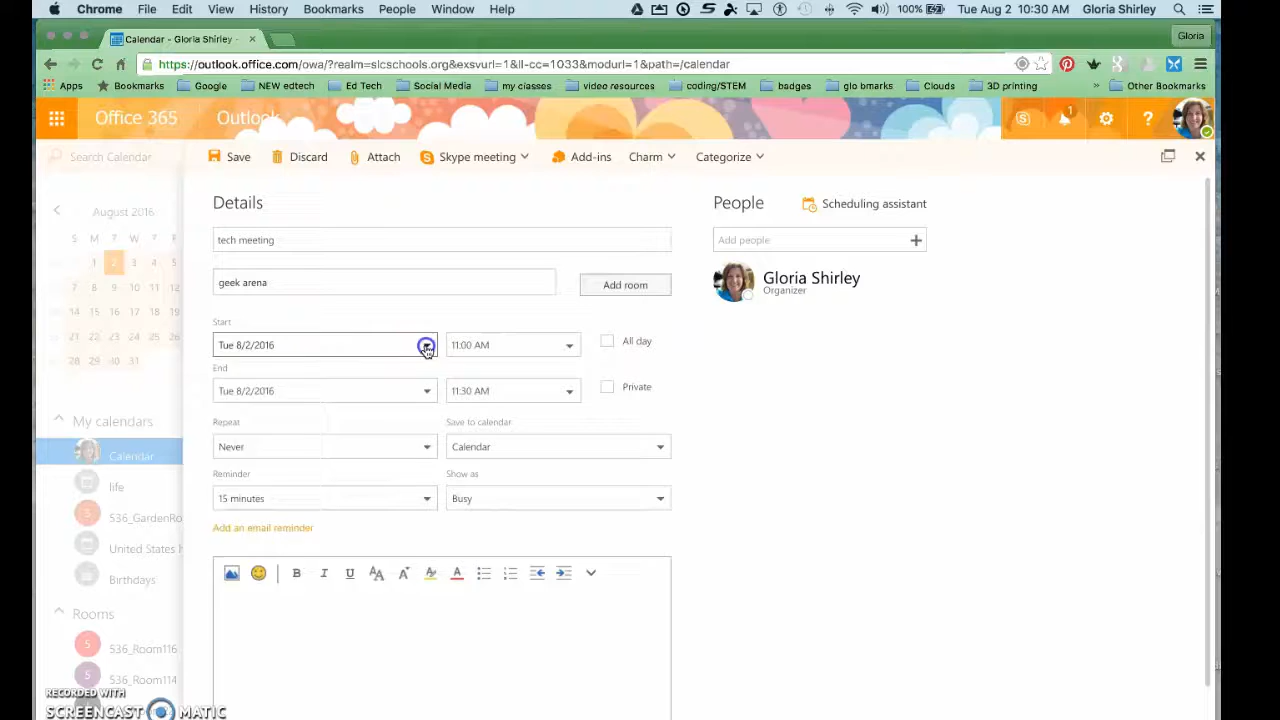 Chrome File Edit View History Bookmarks People Window Help 100% Tue Aug 2 10:30 AM Gloria Shirley
Calendar - Gloria Shirley - Gloria
https://outlook.office.com/owa/?realm=slcschools.org&exsvurl=1&ll-cc=1033&modurl=1&path=/calendar
Apps Bookmarks Google NEW edtech Ed Tech Social Media my classes video resources coding/STEM badges glo bmarks Clouds 3D printing » Other Bookmarks
Office 365 Outlook 1 ?
Search Calendar Save Discard Attach Skype meeting Add-ins Charm Categorize
Details People Scheduling assistant
August 2016
tech meeting Add people
S M T W T F
1 2 3 4 5
geek arena Add room Gloria Shirley
Organizer
7 8 9 10 11 12
14 15 16 17 18 19
Start
21 22 23 24 25 26
Tue 8/2/2016 11:00 AM All day
28 29 30 31
End
Tue 8/2/2016 11:30 AM Private
My calendars
Repeat Save to calendar
Never Calendar
Calendar
Reminder Show as
life
15 minutes Busy
536_GardenRo
Add an email reminder
United States H
Birthdays
B I U
Rooms
5 536_Room116
5 536_Room114
RECORDED WITH
SCREENCAST MATIC